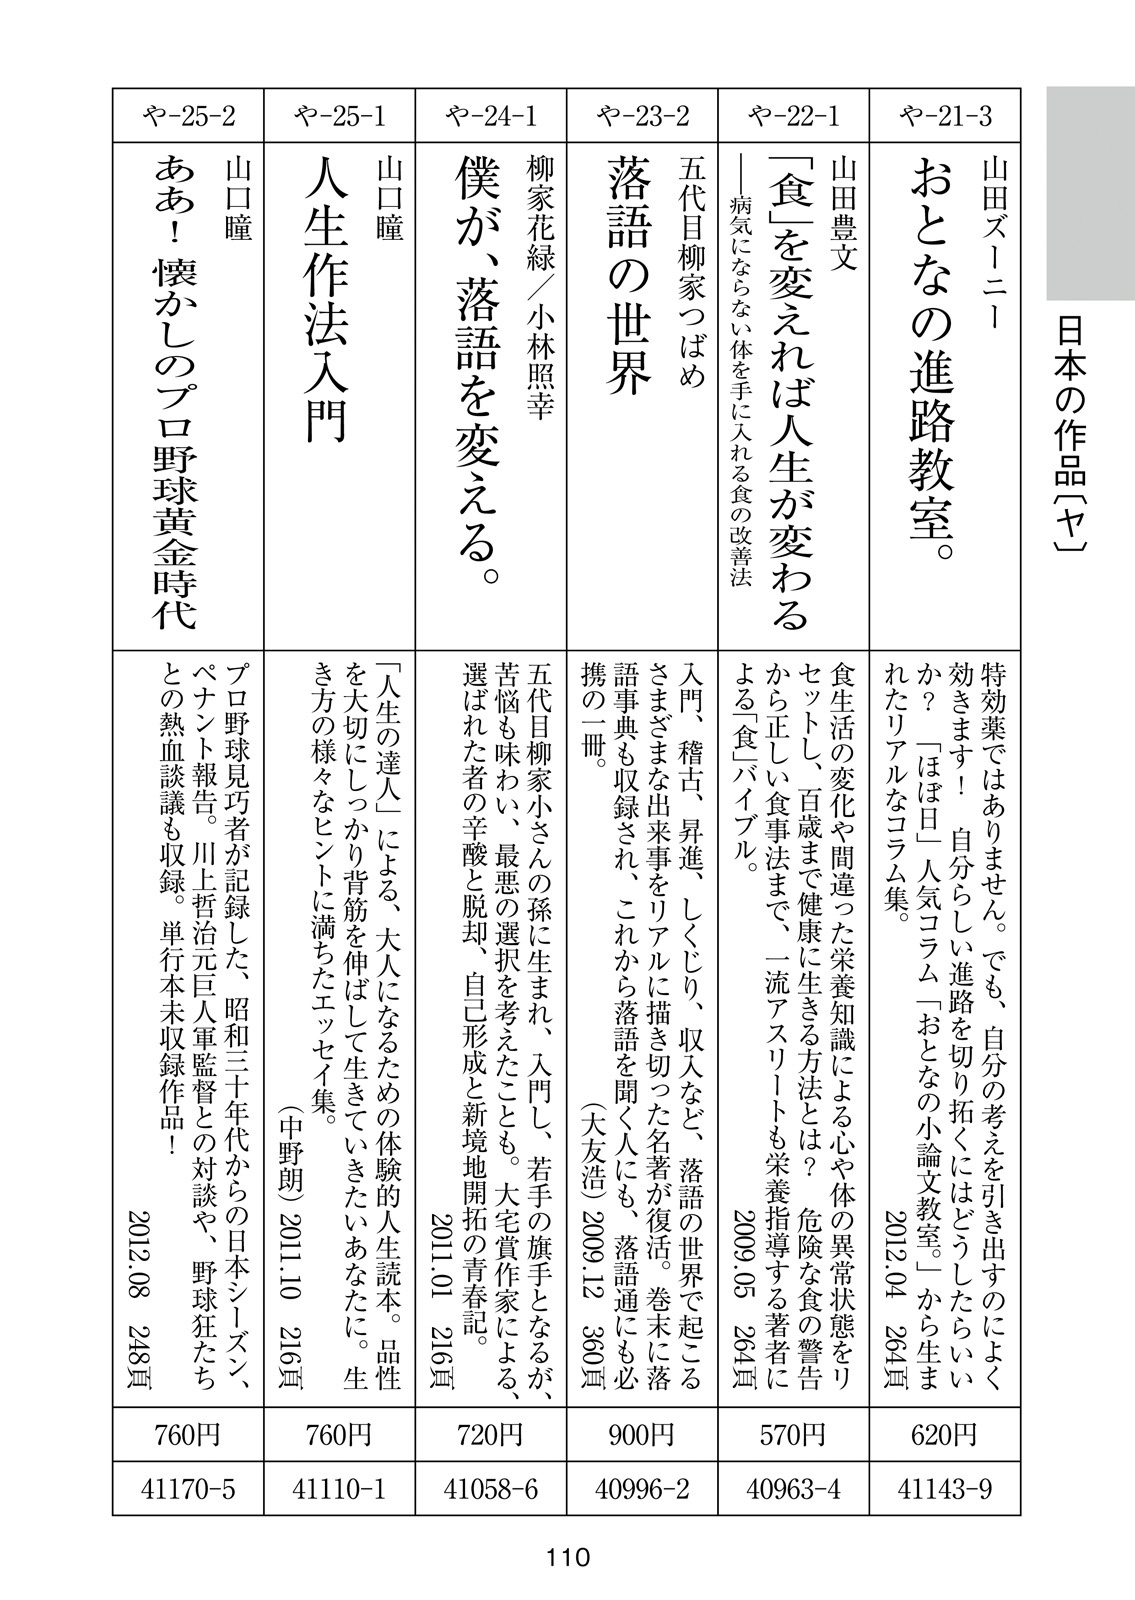 日本の作品〔ヤ〕
や-21-3
山田ズーニー
おとなの進路教室。
特効薬ではありません。でも、自分の考えを引き出すのによく
効きます！　自分らしい進路を切り拓くにはどうしたらいい
か？　「ほぼ日」人気コラム「おとなの小論文教室。」から生ま
れたリアルなコラム集。
2012.04　264頁
620円
41143-9
や-22-1
山田豊文
「食」を変えれば人生が変わる
――病気にならない体を手に入れる食の改善法
食生活の変化や間違った栄養知識による心や体の異常状態をリ
セットし、百歳まで健康に生きる方法とは？　危険な食の警告
から正しい食事法まで、一流アスリートも栄養指導する著者に
よる「食」バイブル。
2009.05　264頁
570円
40963-4
や-23-2
五代目柳家つばめ
落語の世界
入門、稽古、昇進、しくじり、収入など、落語の世界で起こる
さまざまな出来事をリアルに描き切った名著が復活。巻末に落
語事典も収録され、これから落語を聞く人にも、落語通にも必
携の一冊。
（大友浩）2009.12　360頁
900円
40996-2
や-24-1
柳家花緑／小林照幸
僕が、落語を変える。
五代目柳家小さんの孫に生まれ、入門し、若手の旗手となるが、
苦悩も味わい、最悪の選択を考えたことも。大宅賞作家による、
選ばれた者の辛酸と脱却、自己形成と新境地開拓の青春記。
2011.01　216頁
720円
41058-6
や-25-1
山口瞳
人生作法入門
「人生の達人」による、大人になるための体験的人生読本。品性
を大切にしっかり背筋を伸ばして生きていきたいあなたに。生
き方の様々なヒントに満ちたエッセイ集。
（中野朗）2011.10　216頁
760円
41110-1
や-25-2
山口瞳
ああ！懐かしのプロ野球黄金時代
プロ野球見巧者が記録した、昭和三十年代からの日本シーズン、
ペナント報告。川上哲治元巨人軍監督との対談や、野球狂たち
との熱血談議も収録。単行本未収録作品！
2012.08　248頁
760円
41170-5
110